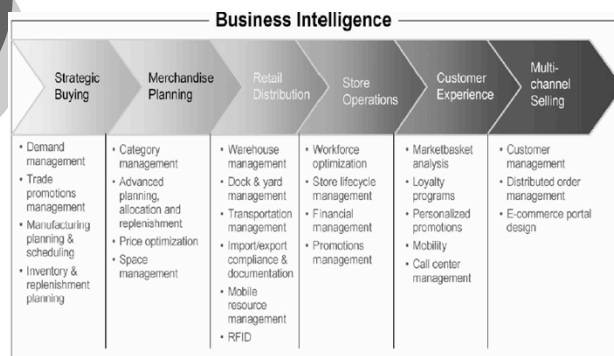 Business Intelligence
Strategic
Buying
Merchandise
Planning
Retail
Distribution
Store
Operations
Customer
Experience
Multi-
channel
Selling
• Demand
management
• Trade
promotions
management
• Manufacturing
planning &
scheduling
• Inventory &
replenishment
planning
• Category
management
• Advanced
planning,
allocation and
replenishment
• Price optimization
• Space
management
• Warehouse
management
• Dock & yard
management
• Transportation
management
• Import/export
compliance &
documentation
• Mobile
resource
management
• RFID
• Workforce
optimization
• Store lifecycle
management
• Financial
management
• Promotions
management
• Marketbasket
analysis
• Loyalty
programs
• Personalized
promotions
• Mobility
• Call center
management
• Customer
management
• Distributed order
management
• E-commerce portal
design